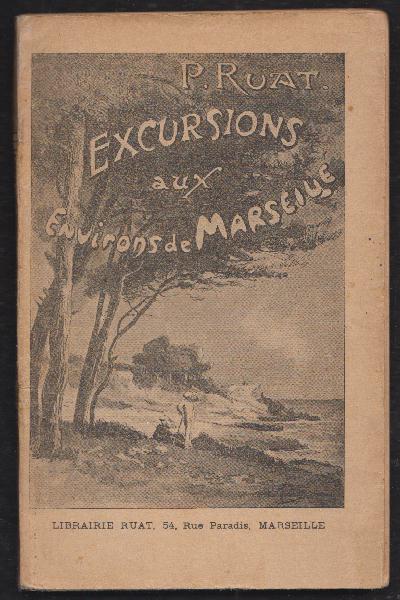 P. RUAT.
EXCURSIONS
aux
Environs de MARSEILLE
LIBRAIRIE RUAT, 54, Rue Paradis, MARSEILLE